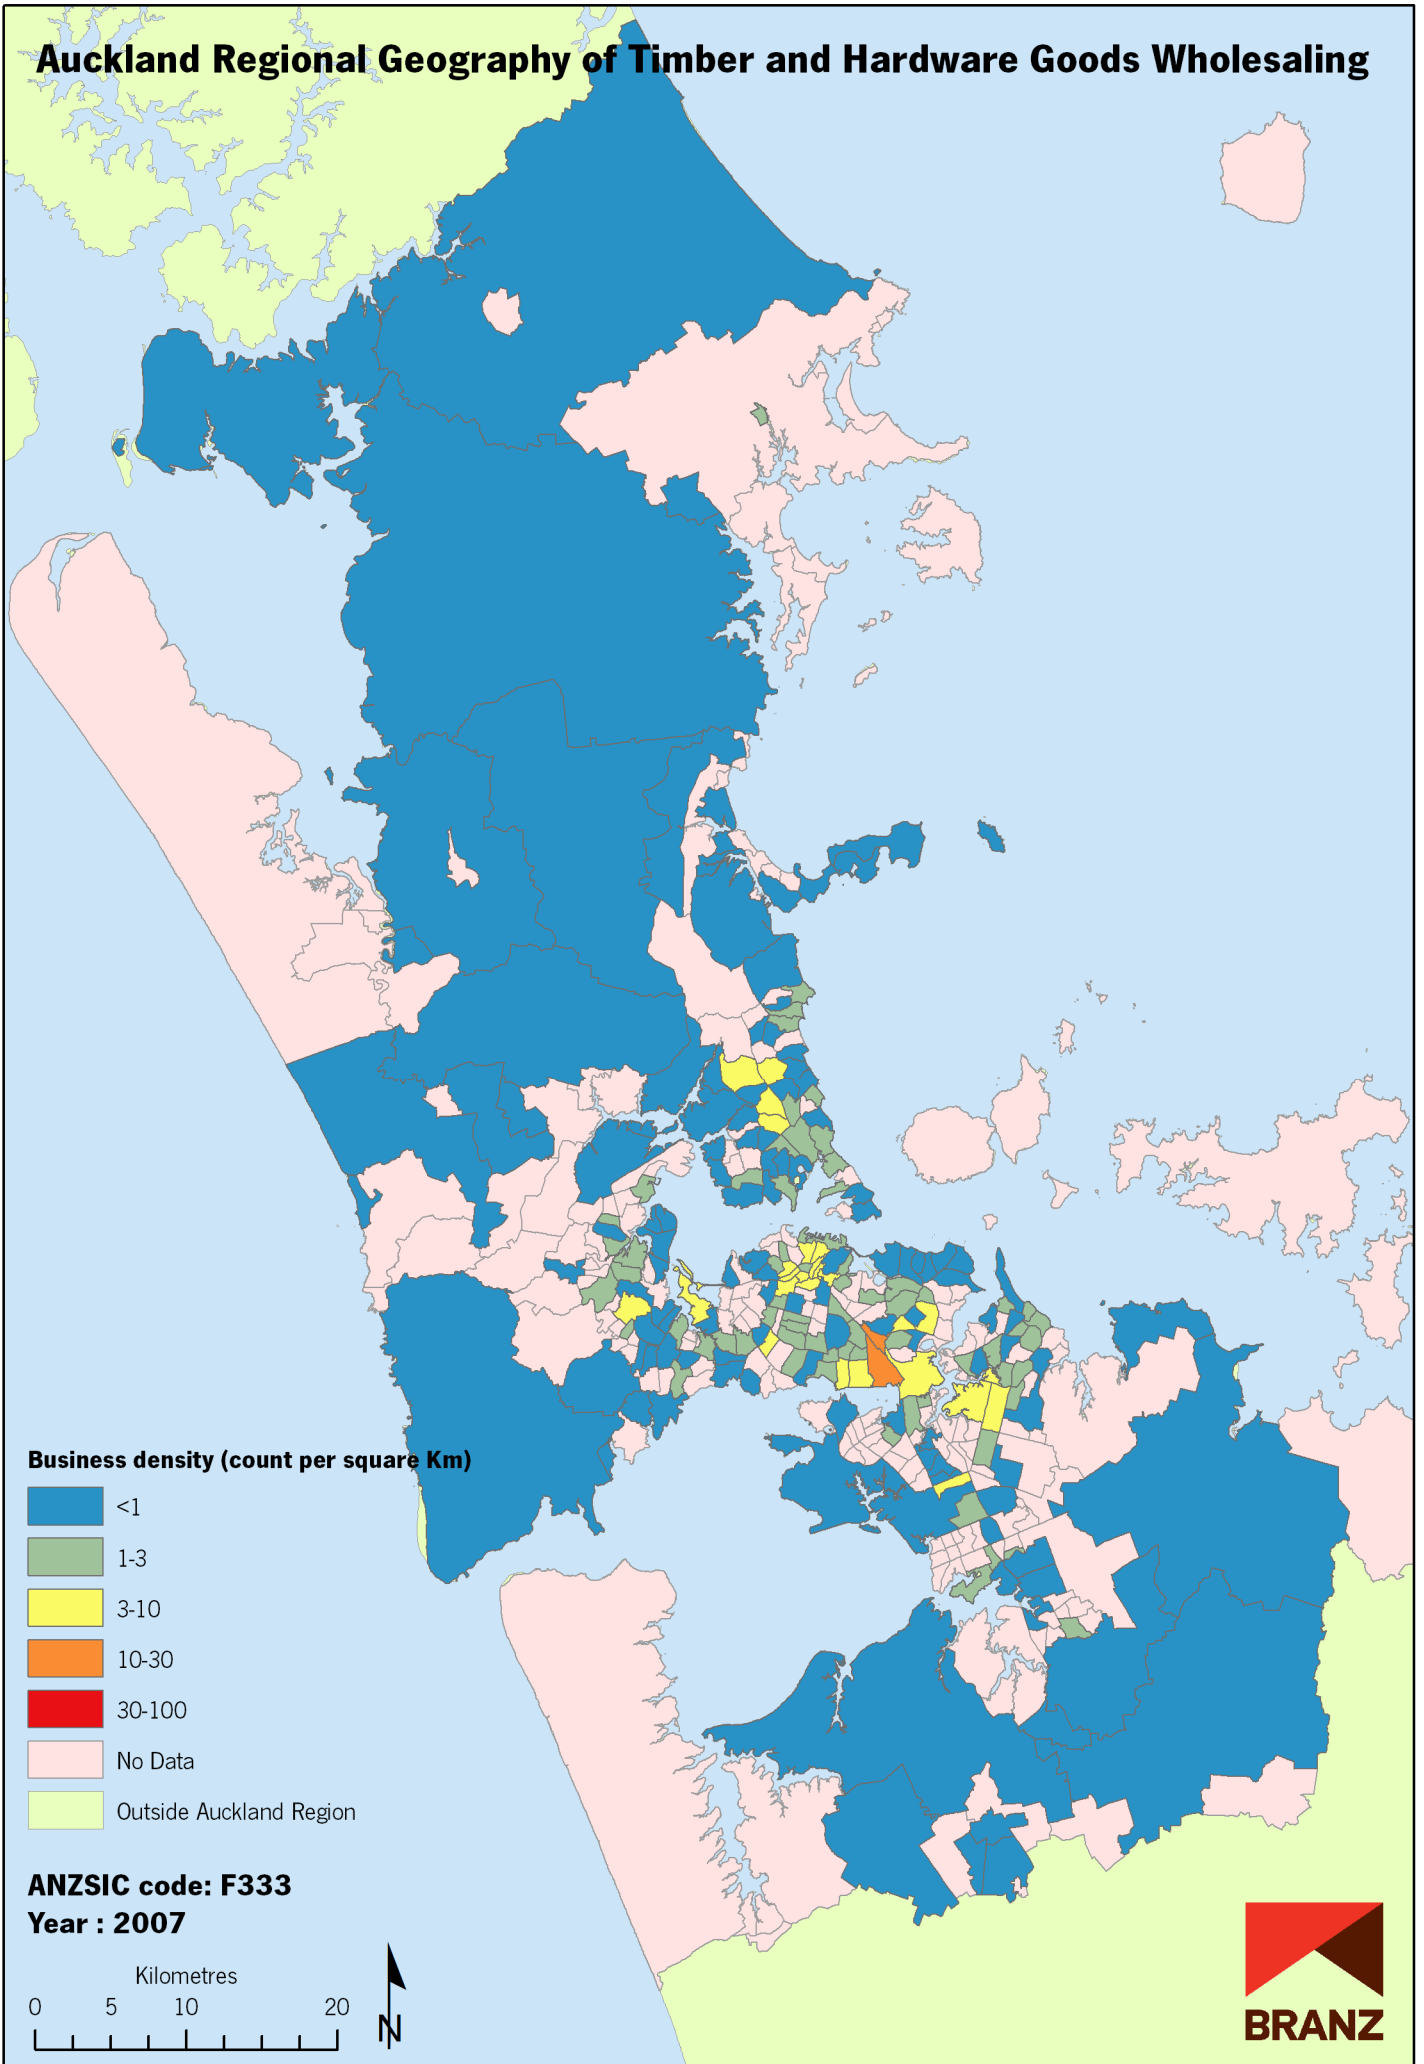 Auckland Regional Geography of Timber and Hardware Goods Wholesaling
Business density (count per square Km)
<1
1-3
3-10
10-30
30-100
No Data
Outside Auckland Region
ANZSIC code: F333
Year : 2007
Kilometres
0 5 10 20
N
BRANZ